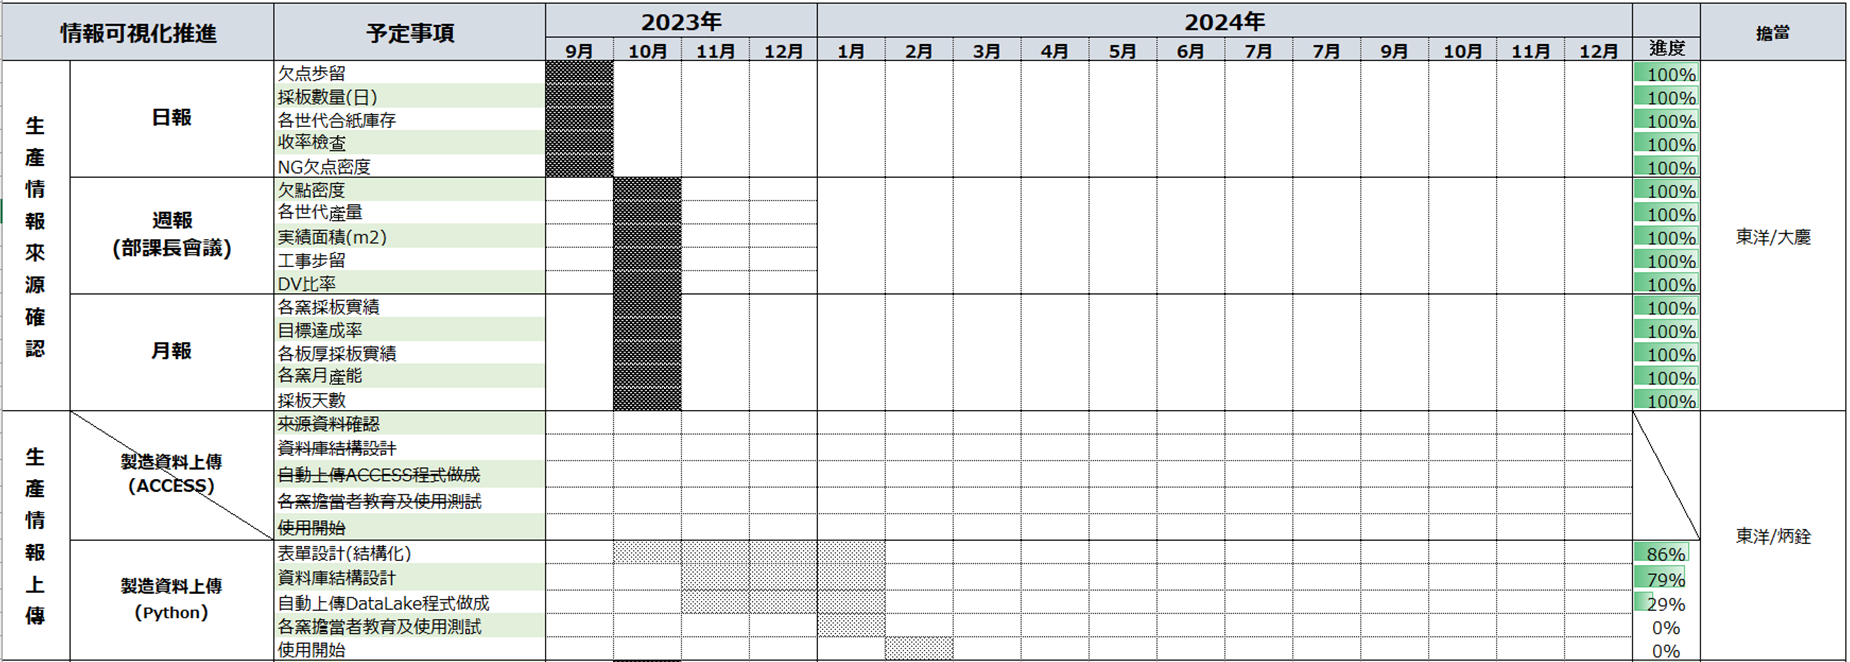 情報可視化推進 予定事項 2023年 2024年 進度 擔當
9月 10月 11月 12月 1月 2月 3月 4月 5月 6月 7月 7月 9月 10月 11月 12月
生產情報來源確認
日報
欠点歩留 100%
採板數量(日) 100%
各世代合紙庫存 100%
收率檢查 100%
NG欠点密度 100%
週報
(部課長會議)
欠點密度 100%
各世代產量 100%
実績面積(m2) 100%
工事步留 100%
DV比率 100%
月報
各窯採板實績 100%
目標達成率 100%
各板厚採板實績 100%
各窯月產能 100%
採板天數 100%
東洋/大慶
生產情報上傳
製造資料上傳
(ACCESS)
來源資料確認
資料庫結構設計
自動上傳ACCESS程式做成
各窯擔當者教育及使用測試
使用開始
製造資料上傳
(Python)
表單設計(結構化) 86%
資料庫結構設計 79%
自動上傳DataLake程式做成 29%
各窯擔當者教育及使用測試 0%
使用開始 0%
東洋/炳銓